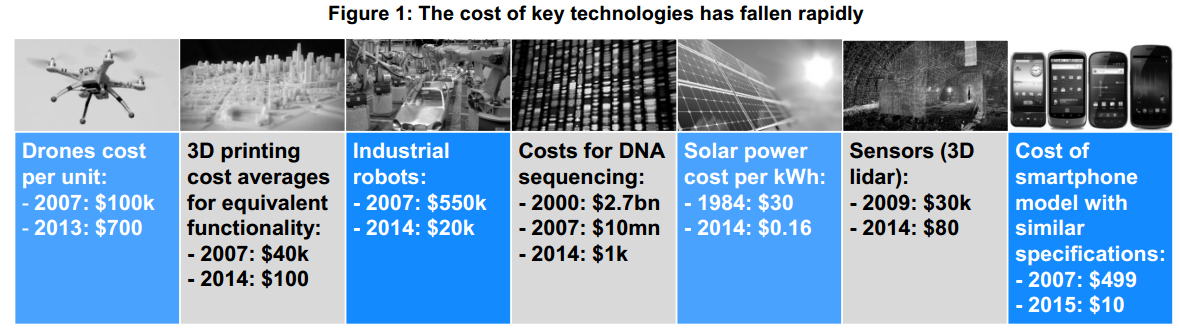 Figure 1: The cost of key technologies has fallen rapidly
Drones cost
per unit:
- 2007: $100k
- 2013: $700
3D printing
cost averages
for equivalent
functionality:
- 2007: $40k
- 2014: $100
Industrial
robots:
- 2007: $550k
- 2014: $20k
Costs for DNA
sequencing:
- 2000: $2.7bn
- 2007: $10mn
- 2014: $1k
Solar power
cost per kWh:
- 1984: $30
- 2014: $0.16
Sensors (3D
lidar):
- 2009: $30k
- 2014: $80
Cost of
smartphone
model with
similar
specifications:
- 2007: $499
- 2015: $10